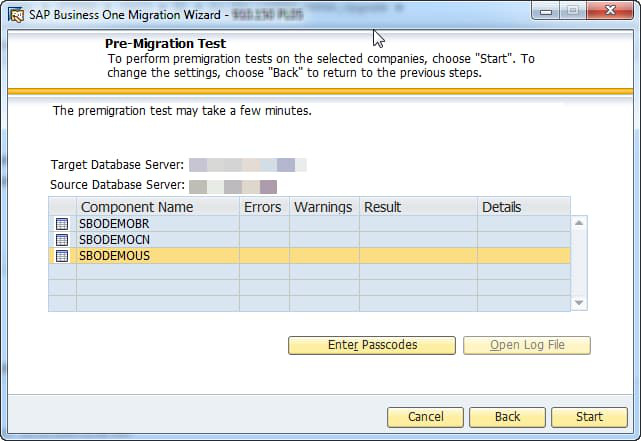 SAP Business One Migration Wizard -
Pre-Migration Test
To perform premigration tests on the selected companies, choose "Start". To
change the settings, choose "Back" to return to the previous steps.
The premigration test may take a few minutes.
Target Database Server:
Source Database Server:
Component Name Errors Warnings Result Details
SBODEMOBR
SBODEMOCN
SBODEMOUS
Enter Passcodes Open Log File
Cancel Back Start